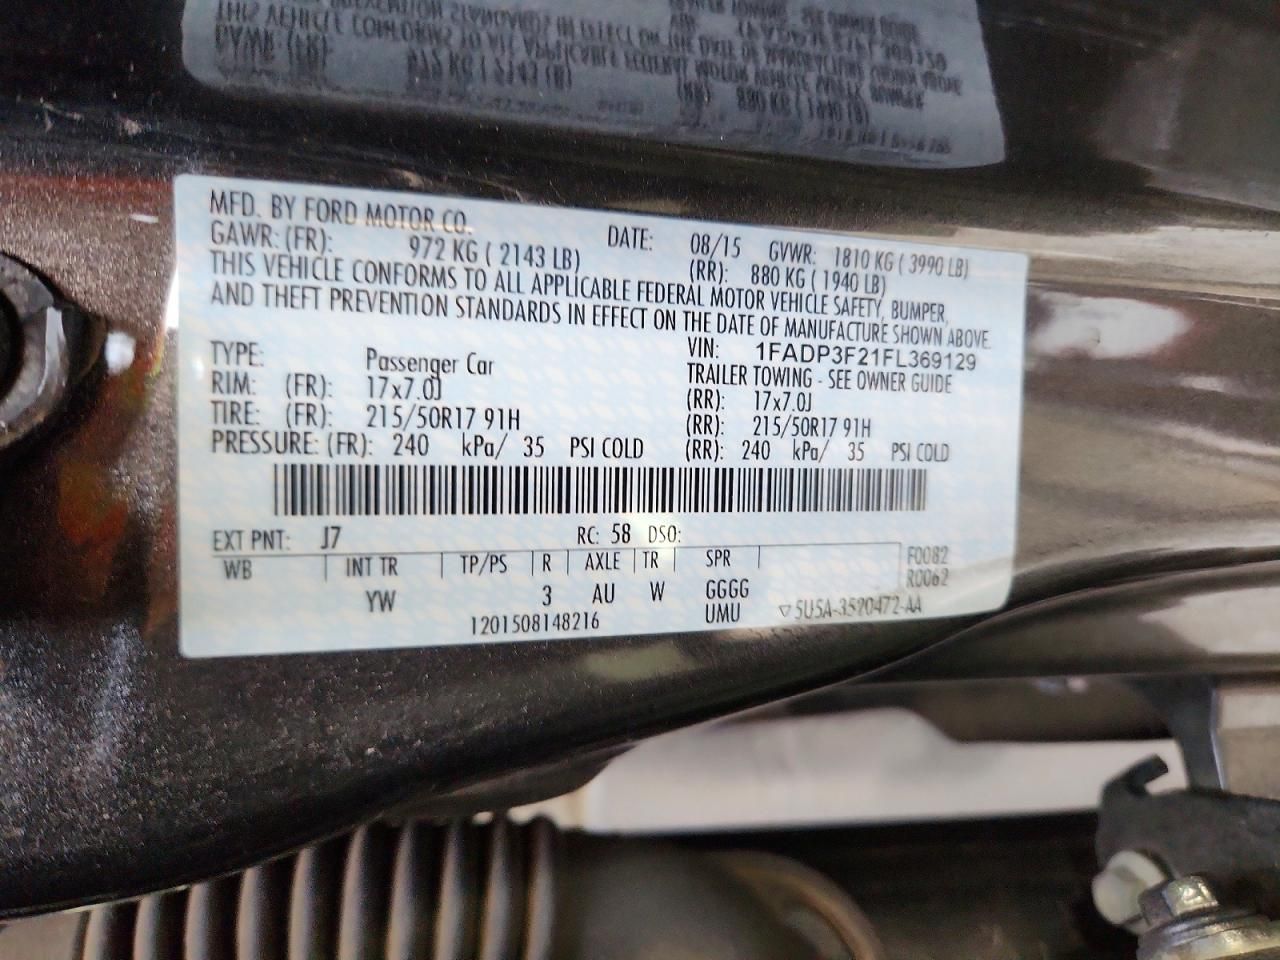 MFD. BY FORD MOTOR CO. DATE: 08/15 GVWR: 1810 KG ( 3990 LB)
GAWR: (FR): 972 KG ( 2143 LB) (RR): 880 KG ( 1940 LB)
THIS VEHICLE CONFORMS TO ALL APPLICABLE FEDERAL MOTOR VEHICLE SAFETY, BUMPER,
AND THEFT PREVENTION STANDARDS IN EFFECT ON THE DATE OF MANUFACTURE SHOWN ABOVE.
VIN: 1FADP3F21FL369129
TYPE: Passenger Car TRAILER TOWING - SEE OWNER GUIDE
RIM: (FR): 17x7.0J (RR): 17x7.0J
TIRE: (FR): 215/50R17 91H (RR): 215/50R17 91H
PRESSURE: (FR): 240 kPa/ 35 PSI COLD (RR): 240 kPa/ 35 PSI COLD
EXT PNT: J7 RC: 58 DSO:
WB INT TR TP/PS R AXLE TR SPR F0082
R0062
YW 3 AU W GGGG
UMU ▽5U5A-3520472-AA
1201508148216